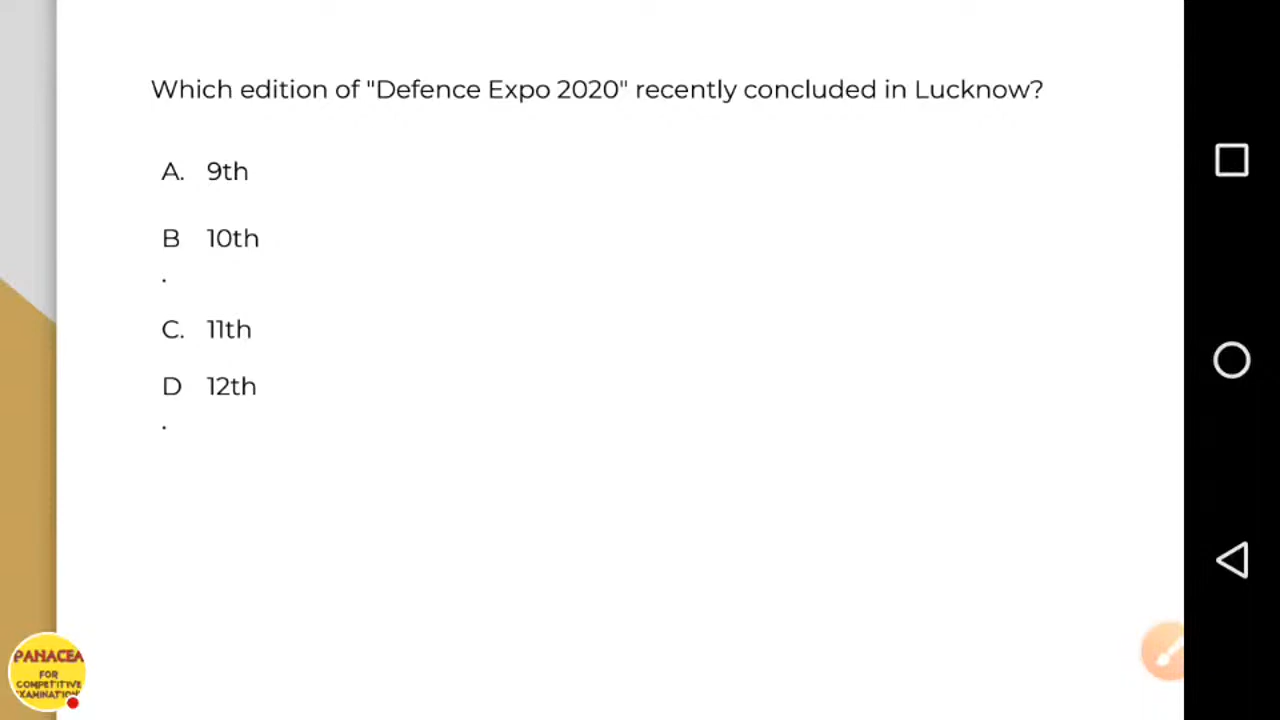 Which edition of "Defence Expo 2020" recently concluded in Lucknow?
A. 9th
B 10th
.
C. 11th
D 12th
.
PANACEA
FOR
COMPETITIVE
EXAMINATION